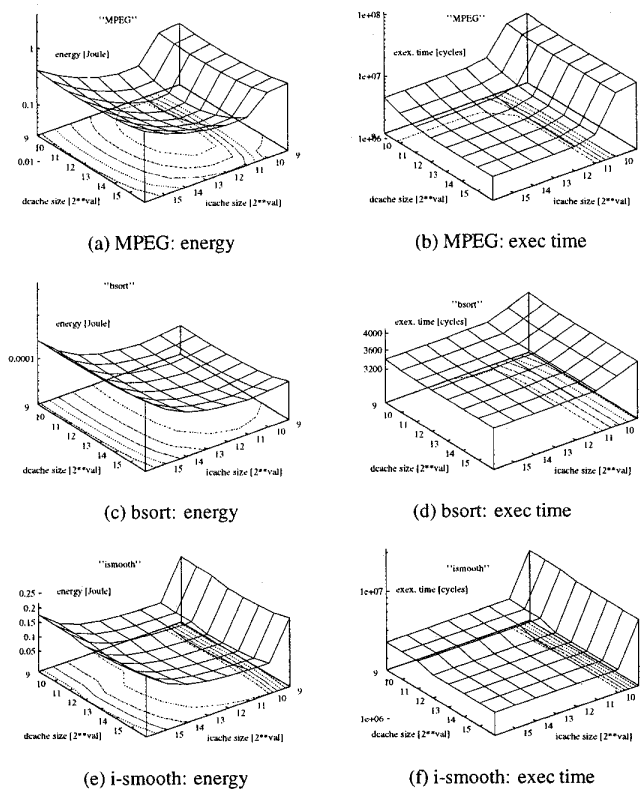 "MPEG"
energy [Joule]
1
0.1
0.01
9
10
11
12
13
14
15
dcache size [2**val]
15
14
13
12
11
10
9
icache size [2**val]
(a) MPEG: energy
"MPEG"
1e+08
exex. time [cycles]
1e+07
1e+06
9
10
11
12
13
14
15
dcache size [2**val]
15
14
13
12
11
10
9
icache size [2**val]
(b) MPEG: exec time
"bsort"
energy [Joule]
0.0001
9
10
11
12
13
14
15
dcache size [2**val]
15
14
13
12
11
10
9
icache size [2**val]
(c) bsort: energy
"bsort"
exex. time [cycles]
4000
3600
3200
9
10
11
12
13
14
15
dcache size [2**val]
15
14
13
12
11
10
9
icache size [2**val]
(d) bsort: exec time
"ismooth"
energy [Joule]
0.25
0.2
0.15
0.1
0.05
9
10
11
12
13
14
15
dcache size [2**val]
15
14
13
12
11
10
9
icache size [2**val]
(e) i-smooth: energy
"ismooth"
exex. time [cycles]
1e+07
1e+06
9
10
11
12
13
14
15
dcache size [2**val]
15
14
13
12
11
10
9
icache size [2**val]
(f) i-smooth: exec time